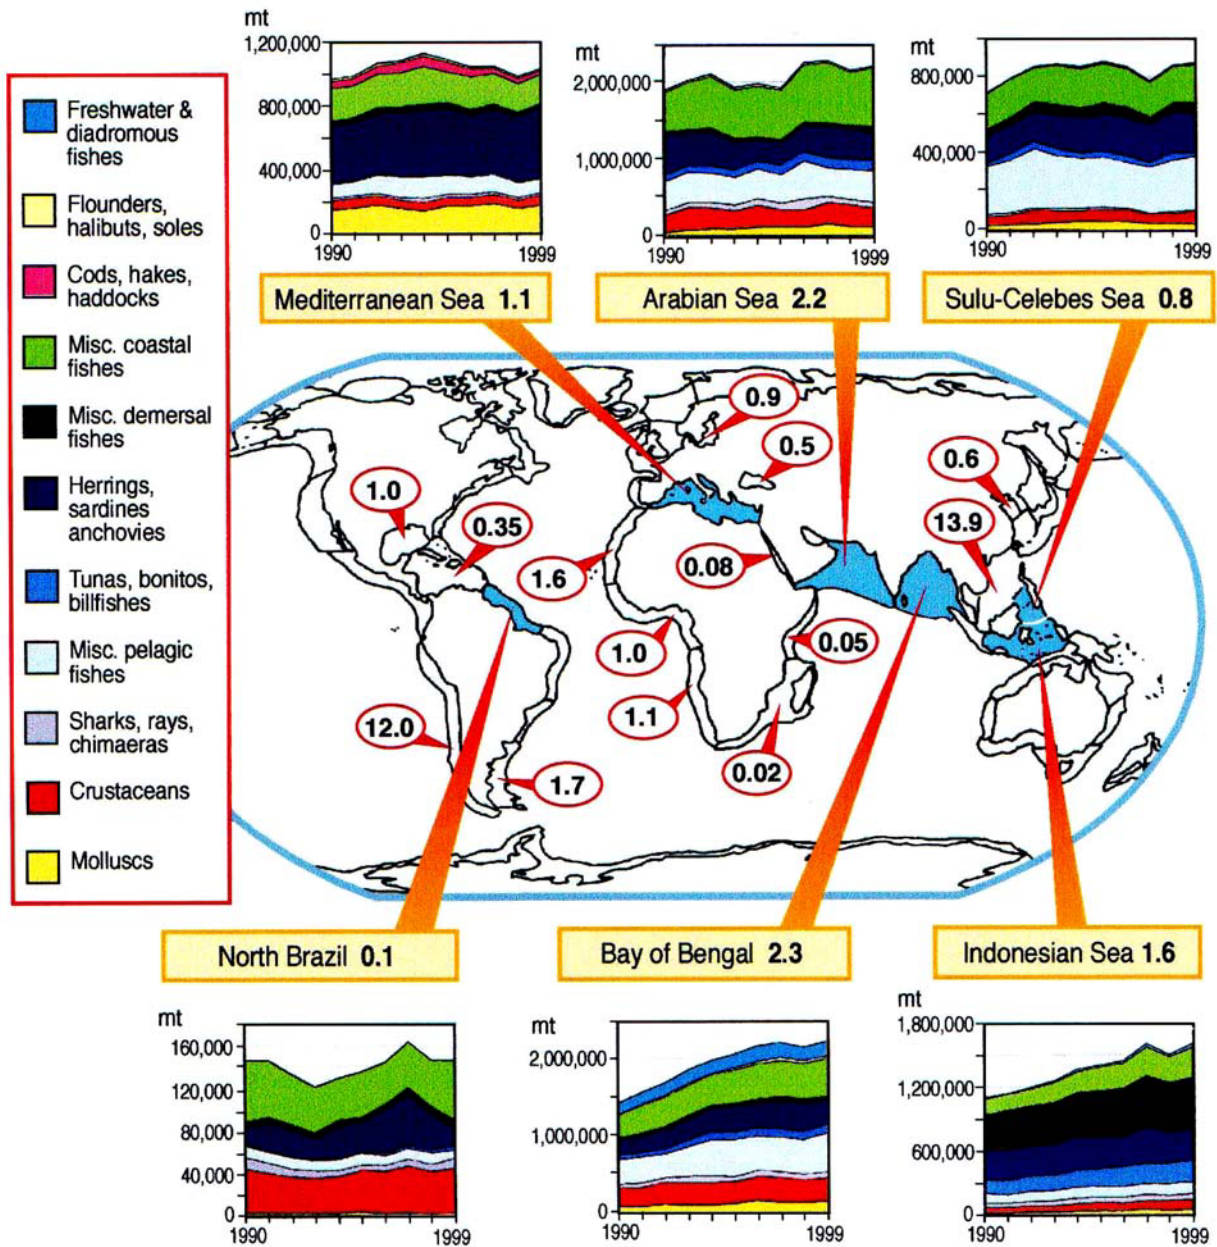 mt
1,200,000
800,000
400,000
0
1990
1999
mt
2,000,000
1,000,000
0
1990
1999
mt
800,000
400,000
0
1990
1999
Freshwater &
diadromous
fishes
Flounders,
halibuts, soles
Cods, hakes,
haddocks
Misc. coastal
fishes
Misc. demersal
fishes
Herrings,
sardines
anchovies
Tunas, bonitos,
billfishes
Misc. pelagic
fishes
Sharks, rays,
chimaeras
Crustaceans
Molluscs
Mediterranean Sea 1.1
Arabian Sea 2.2
Sulu-Celebes Sea 0.8
0.9
0.5
0.6
1.0
0.35
13.9
1.6
0.08
1.0
0.05
1.1
12.0
0.02
1.7
North Brazil 0.1
Bay of Bengal 2.3
Indonesian Sea 1.6
mt
160,000
120,000
80,000
40,000
0
1990
1999
mt
2,000,000
1,000,000
0
1990
1999
mt
1,800,000
1,200,000
600,000
0
1990
1999